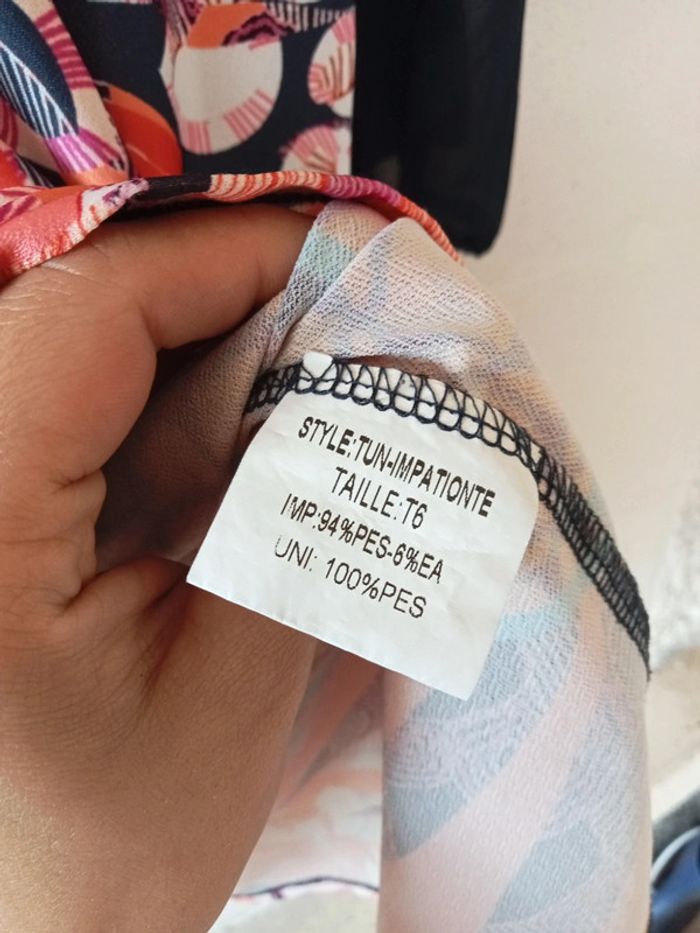 STYLE:TUN-IMPATIONTE
TAILLE:T6
IMP:94%PES-6%EA
UNI: 100%PES